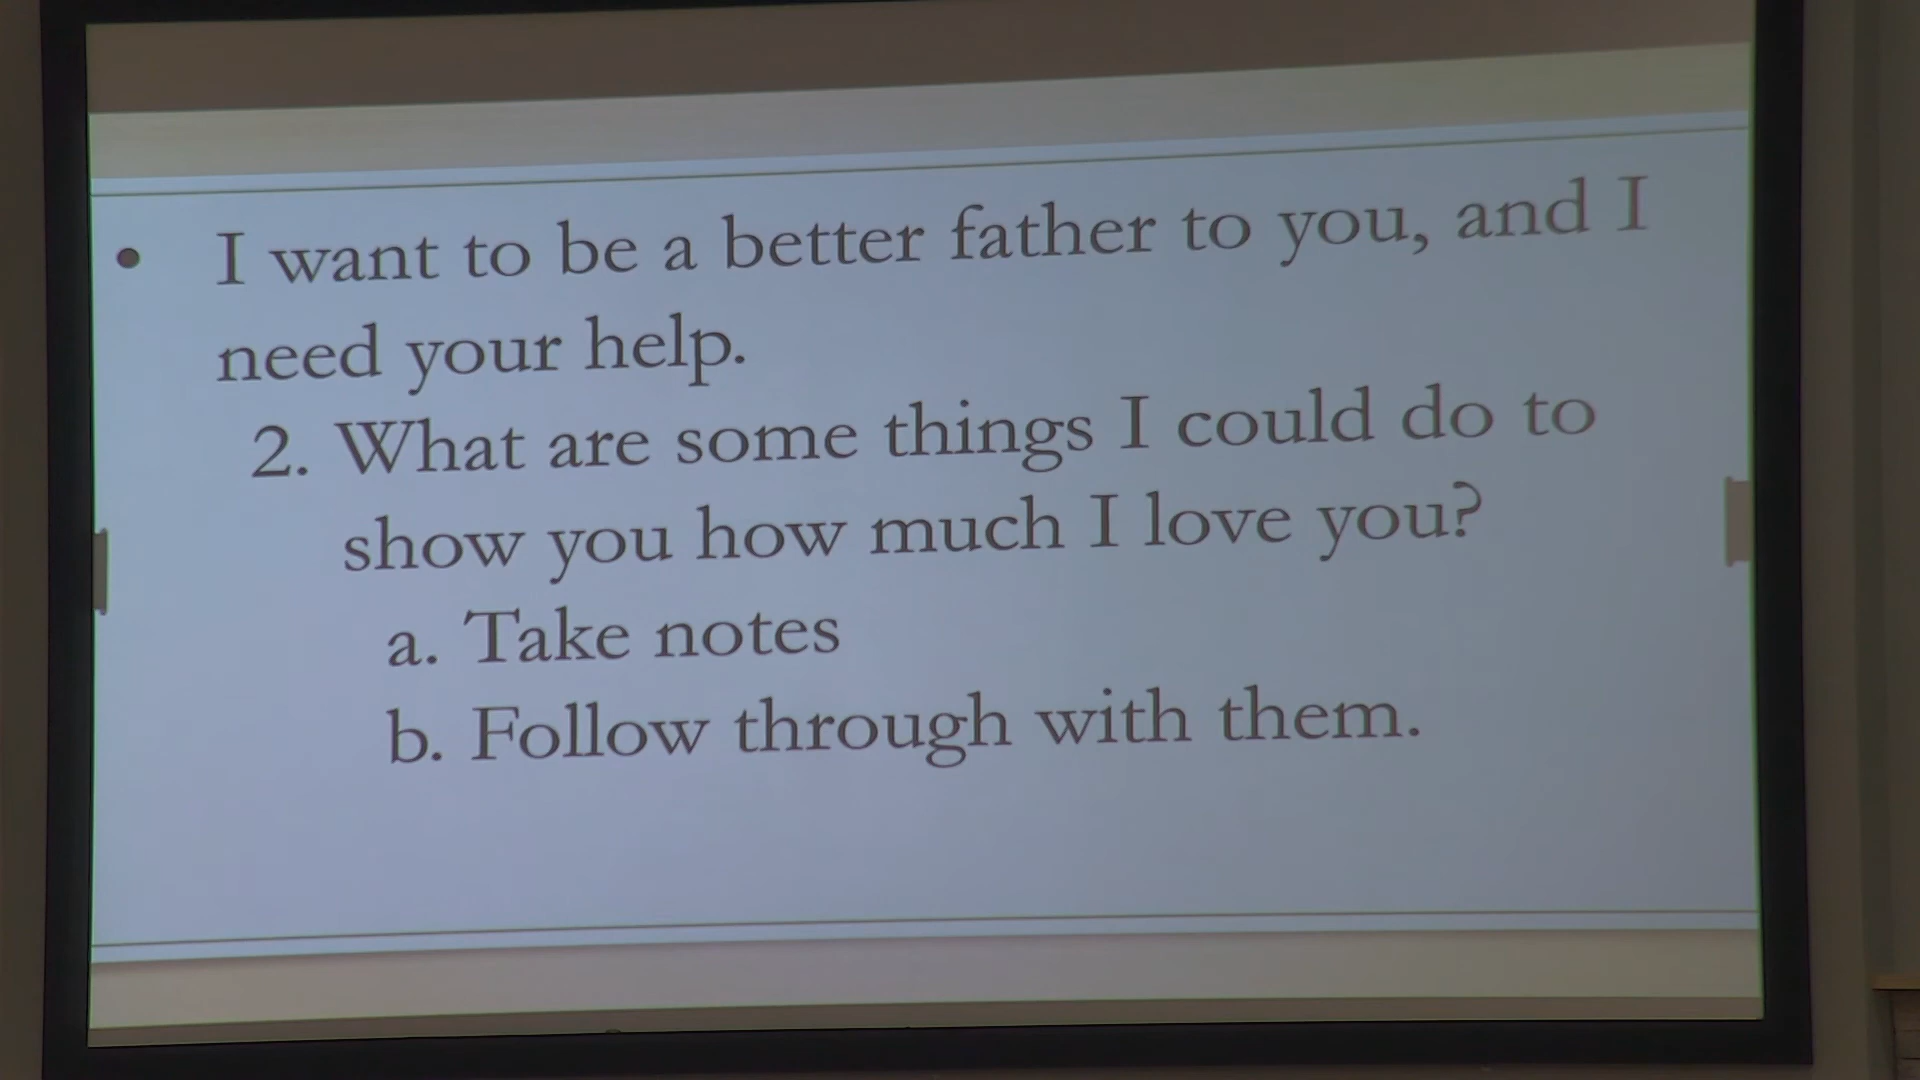 • I want to be a better father to you, and I
need your help.
2. What are some things I could do to
show you how much I love you?
a. Take notes
b. Follow through with them.